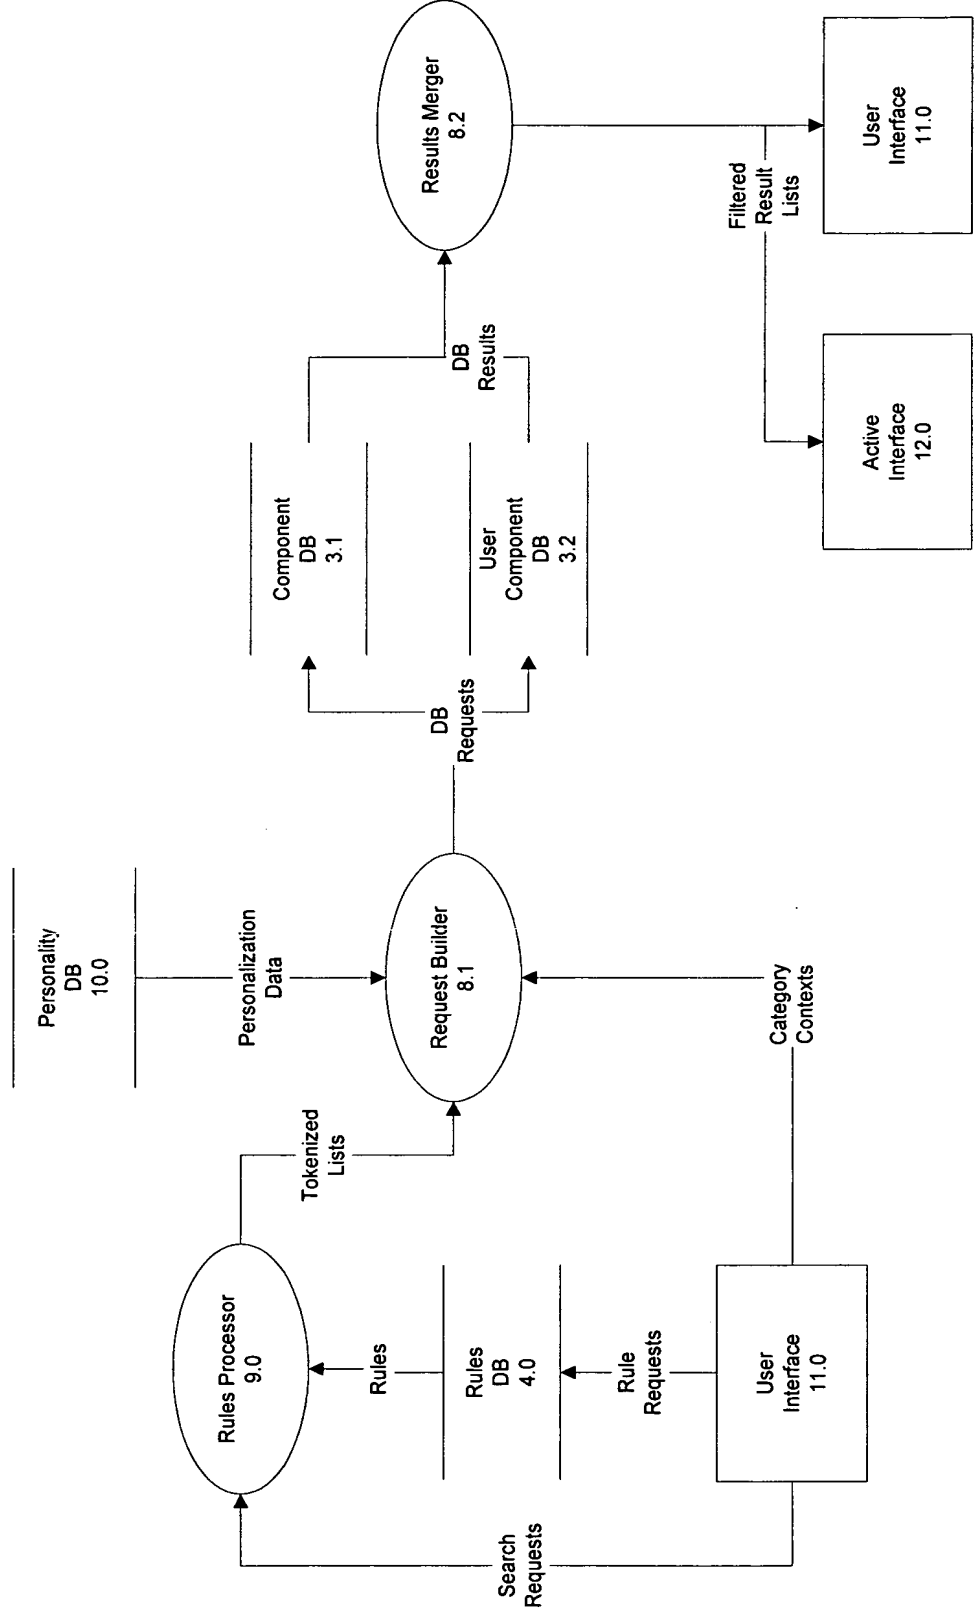 Search
Requests
Rules Processor
9.0
Rules
Rules
DB
4.0
Rule
Requests
User
Interface
11.0
Tokenized
Lists
Personality
DB
10.0
Personalization
Data
Request Builder
8.1
Category
Contexts
DB
Requests
Component
DB
3.1
User
Component
DB
3.2
DB
Results
Results Merger
8.2
Filtered
Result
Lists
Active
Interface
12.0
User
Interface
11.0